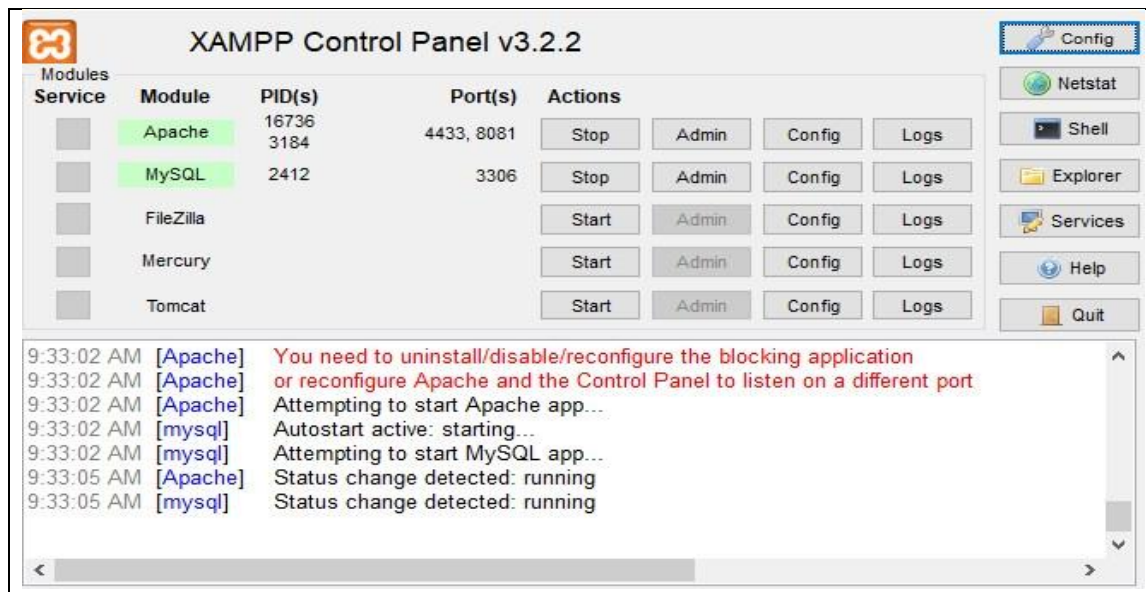 XAMPP Control Panel v3.2.2
Config
Modules
Service Module PID(s) Port(s) Actions
Netstat
Apache 16736 3184 4433, 8081 Stop Admin Config Logs
Shell
MySQL 2412 3306 Stop Admin Config Logs
Explorer
FileZilla Start Admin Config Logs
Services
Mercury Start Admin Config Logs
Help
Tomcat Start Admin Config Logs
Quit
9:33:02 AM [Apache] You need to uninstall/disable/reconfigure the blocking application
9:33:02 AM [Apache] or reconfigure Apache and the Control Panel to listen on a different port
9:33:02 AM [Apache] Attempting to start Apache app...
9:33:02 AM [mysql] Autostart active: starting...
9:33:02 AM [mysql] Attempting to start MySQL app...
9:33:05 AM [Apache] Status change detected: running
9:33:05 AM [mysql] Status change detected: running